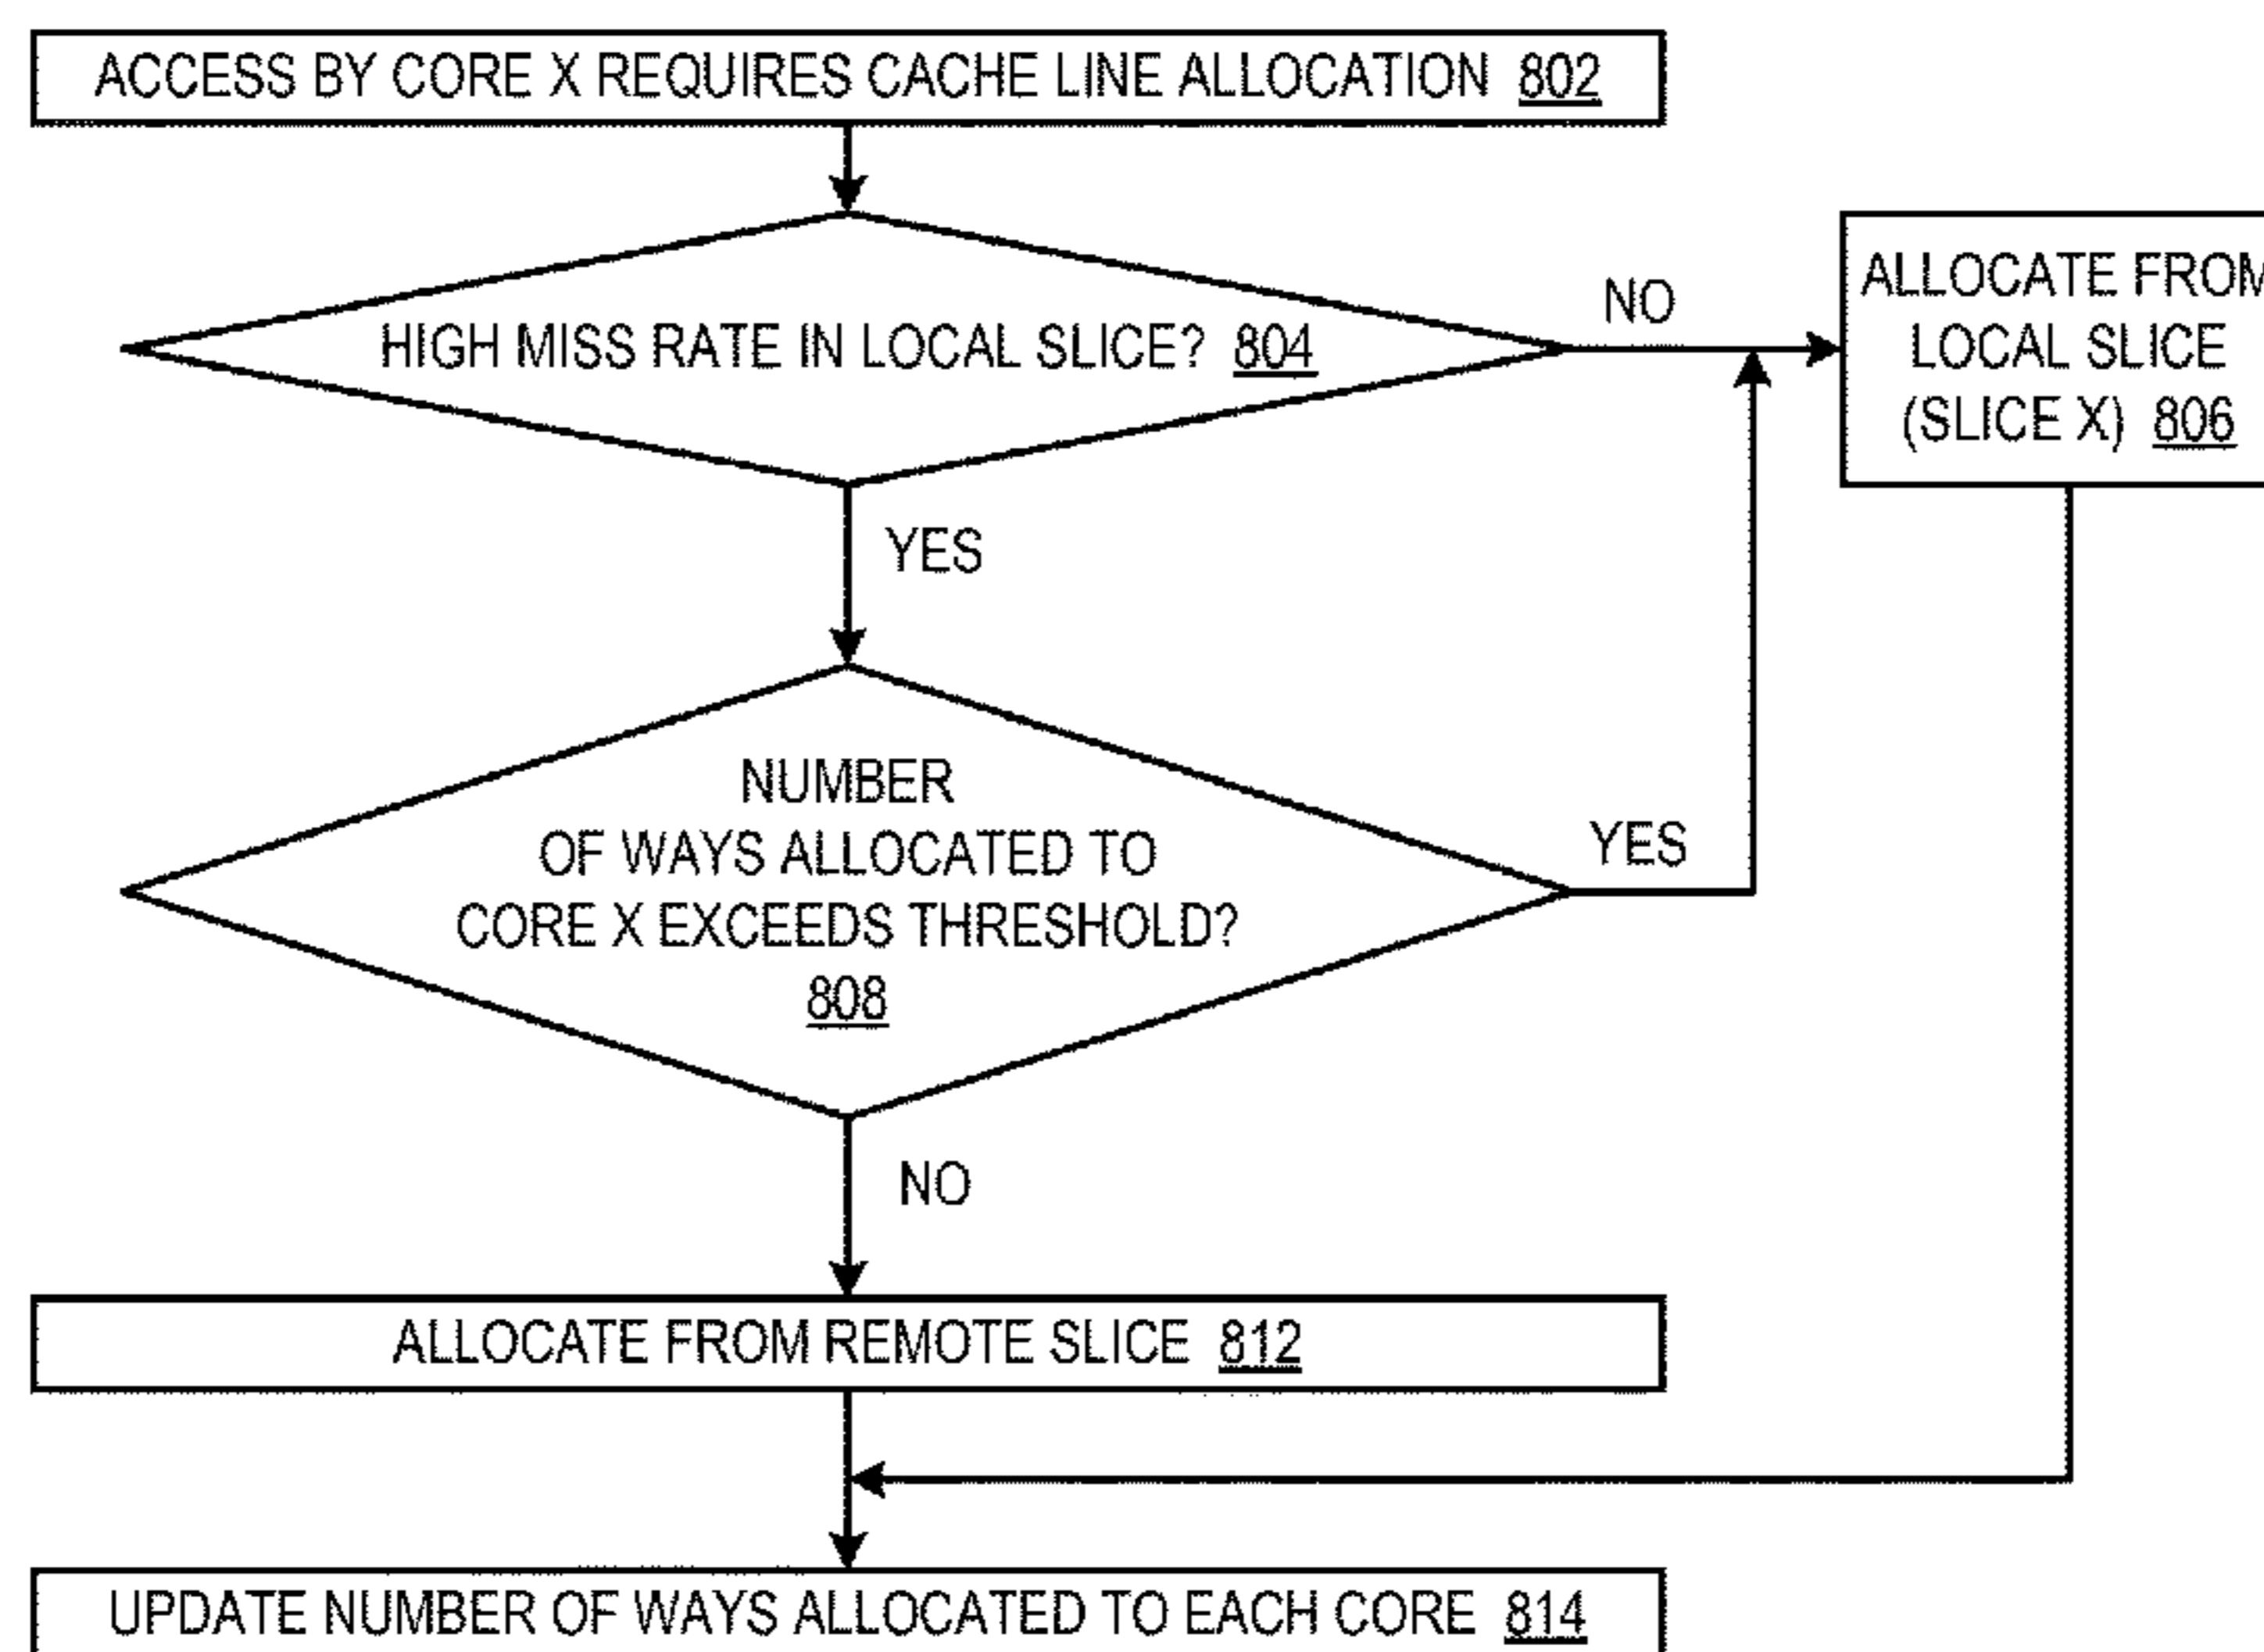 ACCESS BY CORE X REQUIRES CACHE LINE ALLOCATION 802
HIGH MISS RATE IN LOCAL SLICE? 804
NO
ALLOCATE FROM
LOCAL SLICE
(SLICE X) 806
YES
NUMBER
OF WAYS ALLOCATED TO
CORE X EXCEEDS THRESHOLD?
808
YES
NO
ALLOCATE FROM REMOTE SLICE 812
UPDATE NUMBER OF WAYS ALLOCATED TO EACH CORE 814